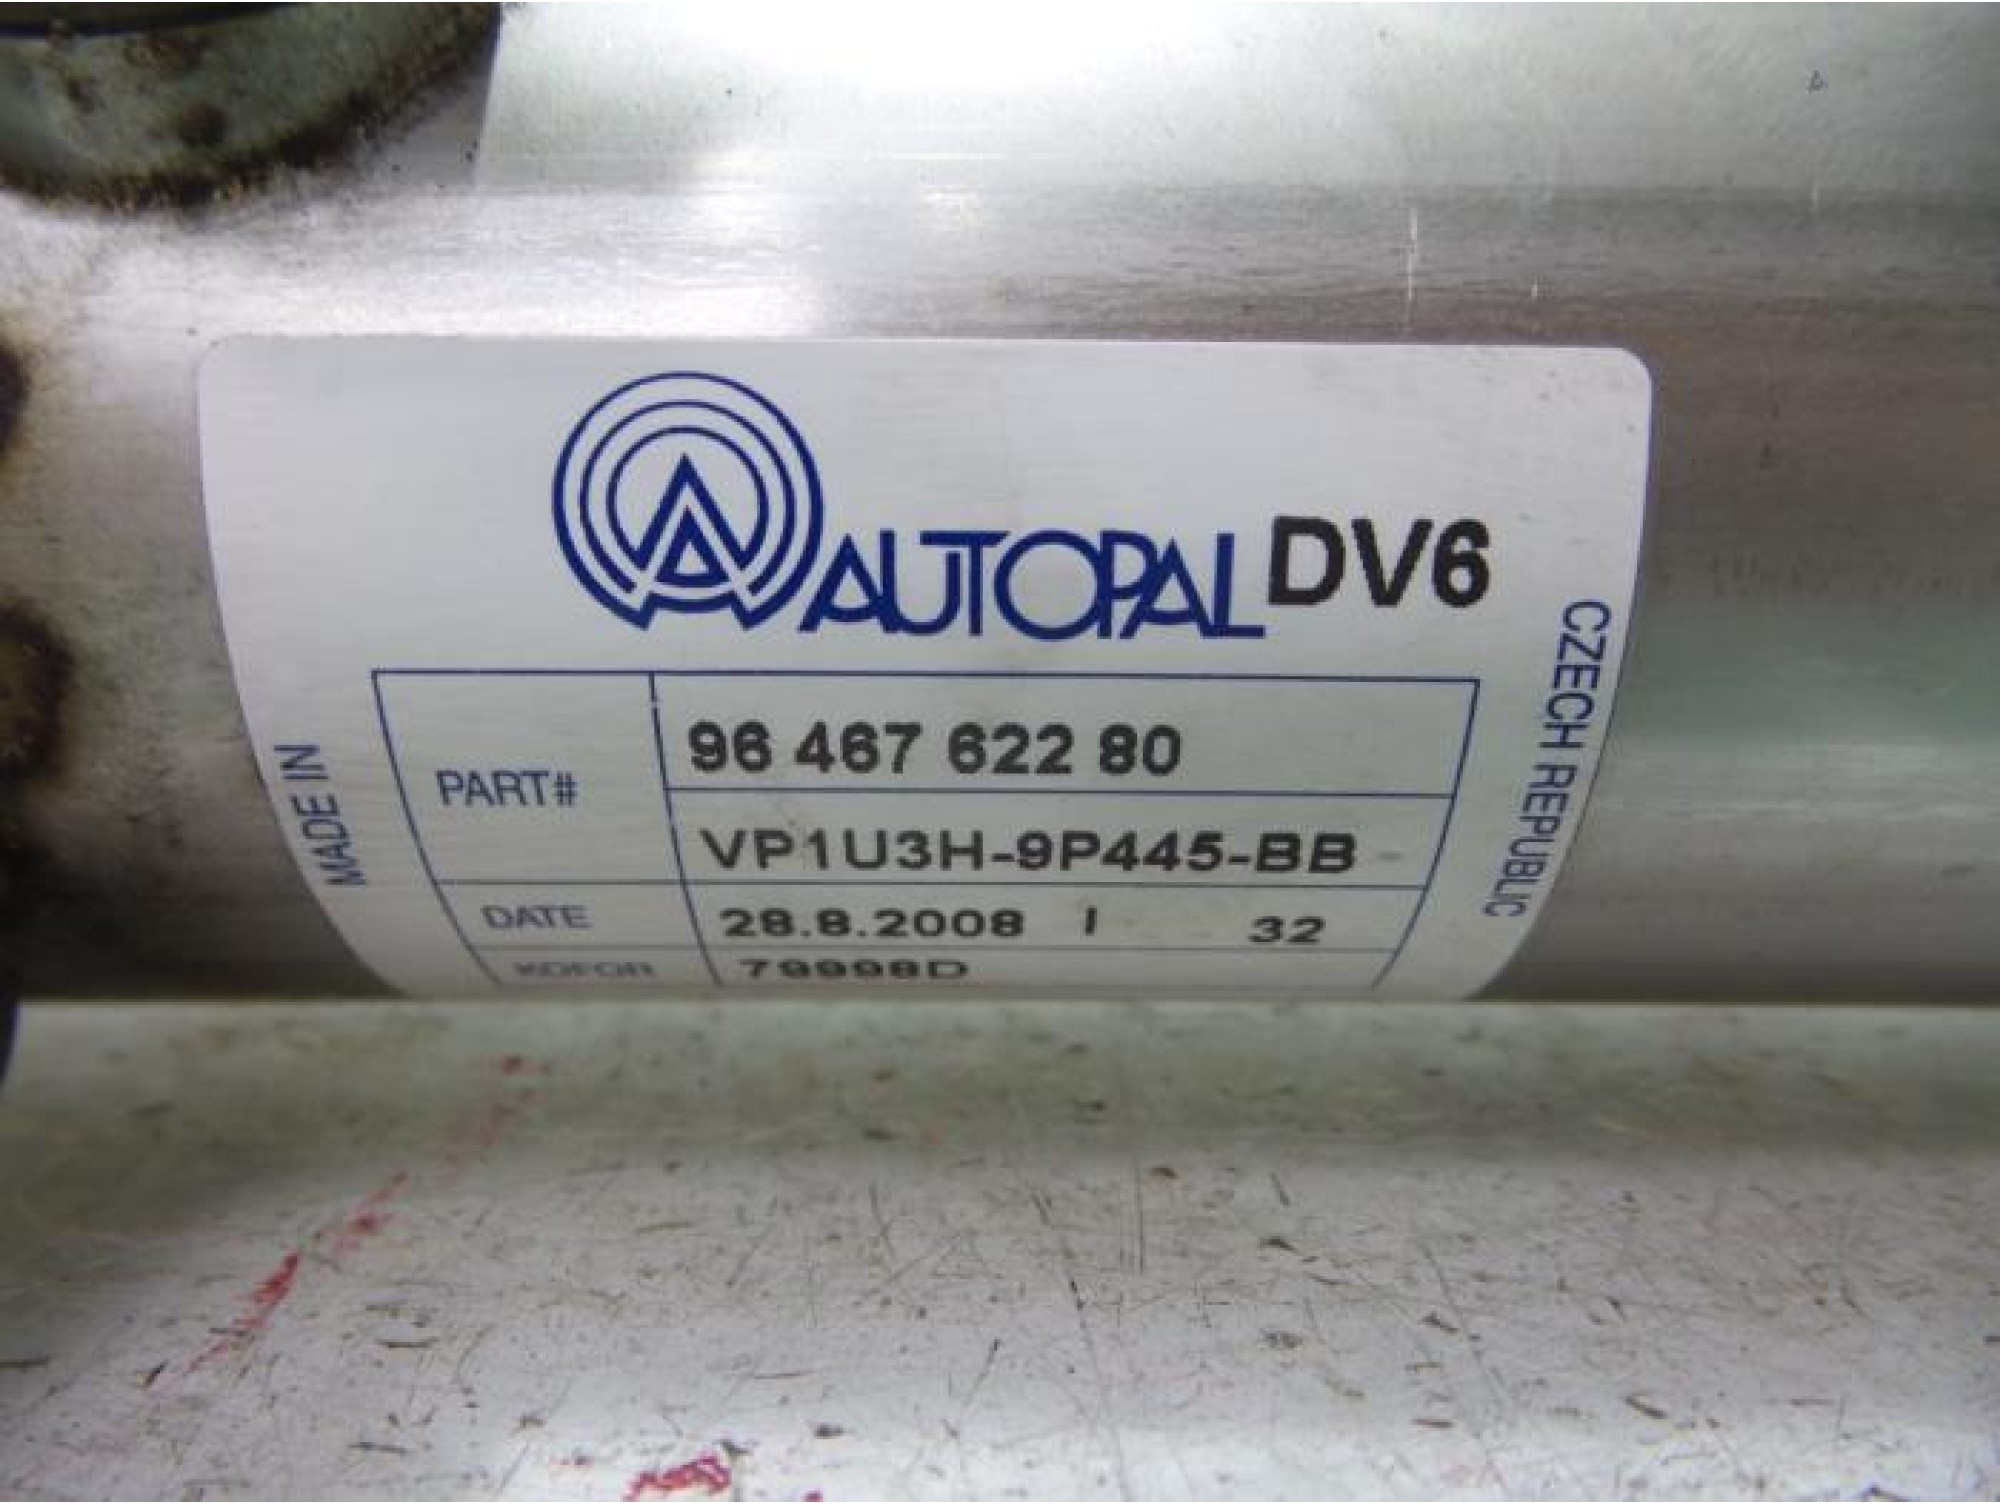 AUTOPAL DV6
MADE IN
PART#
96 467 622 80
VP1U3H-9P445-BB
DATE 28.8.2008 I 32
79998D
CZECH REPUBLIC